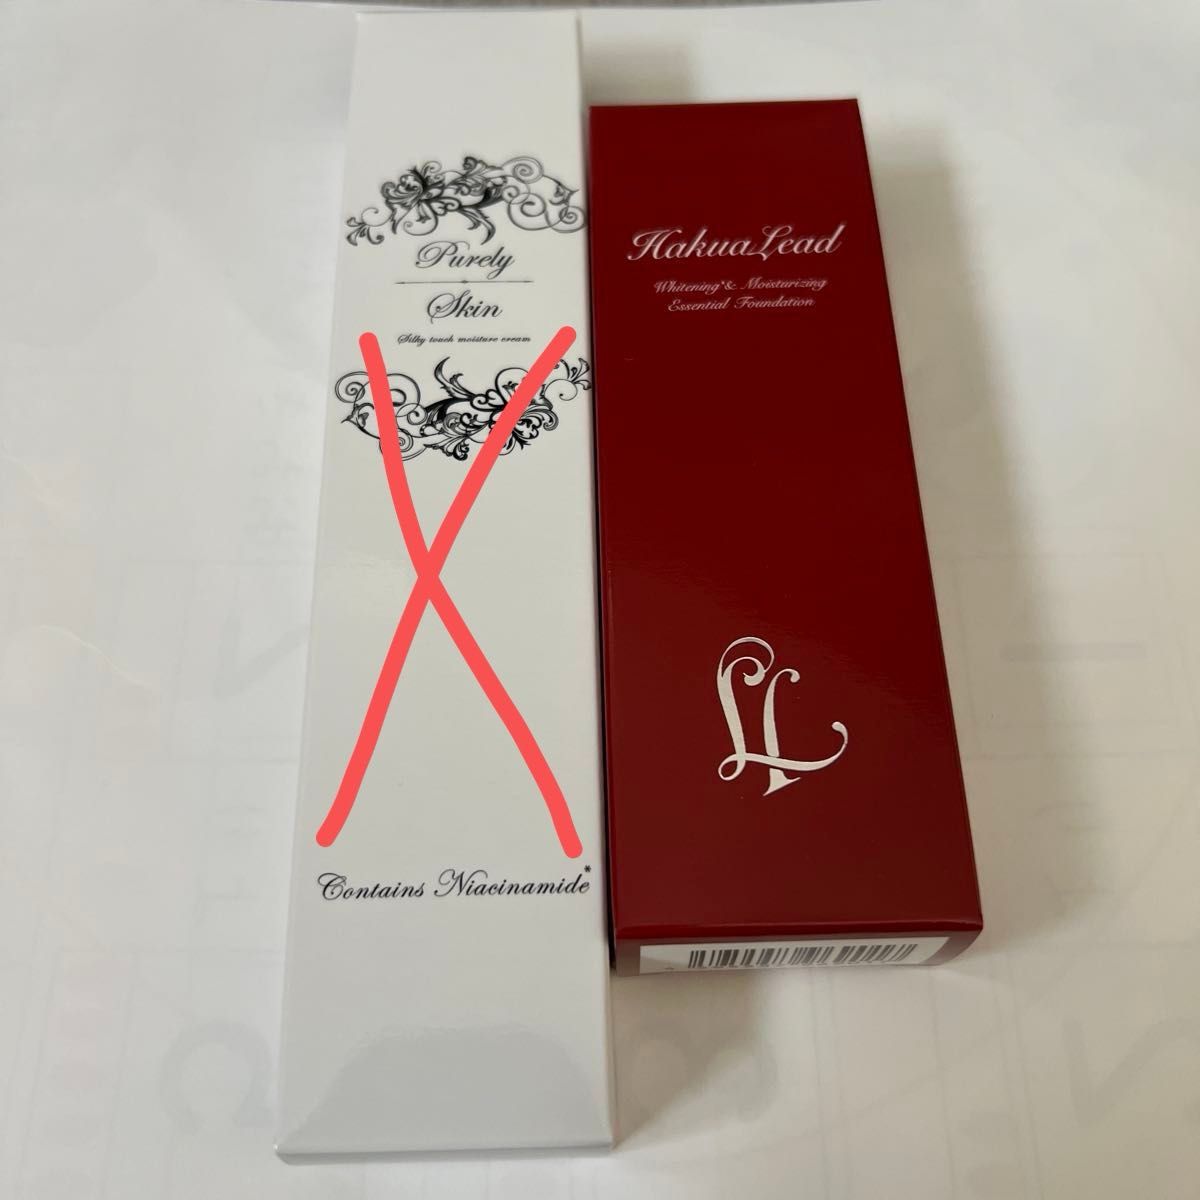 Purely
Skin
Silky touch moisture cream
Contains Niacinamide*
HakuaLead
Whitening* & Moisturizing
Essential Foundation
LL